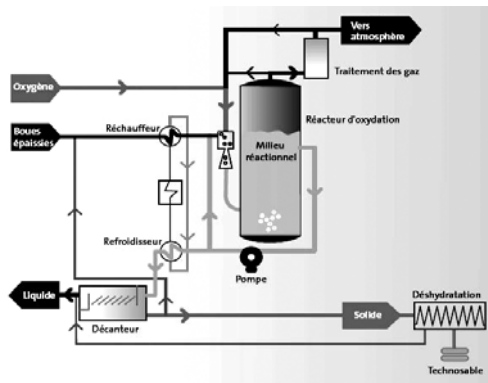 Vers
atmosphère
Traitement des gaz
Oxygène
Réacteur d'oxydation
Boues
épaissies
Réchauffeur
Milieu
réactionnel
Refroidisseur
Pompe
Liquide
Décanteur
Solide
Déshydratation
Technosable